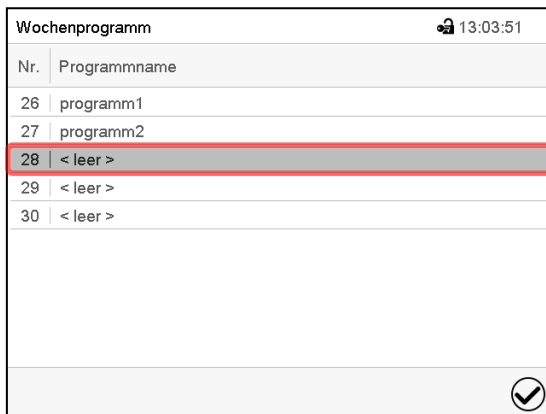 Wochenprogramm 13:03:51
Nr. Programmname
26 programm1
27 programm2
28 < leer >
29 < leer >
30 < leer >